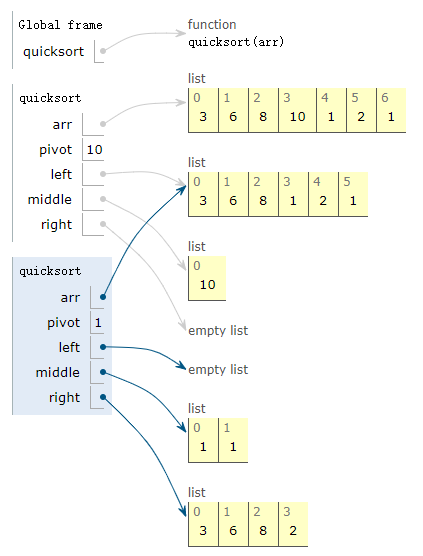 Global frame
quicksort
function
quicksort(arr)
quicksort
arr
pivot 10
left
middle
right
list
0 1 2 3 4 5 6
3 6 8 10 1 2 1
list
0 1 2 3 4 5
3 6 8 1 2 1
list
0
10
empty list
quicksort
arr
pivot 1
left
middle
right
empty list
list
0 1
1 1
list
0 1 2 3
3 6 8 2